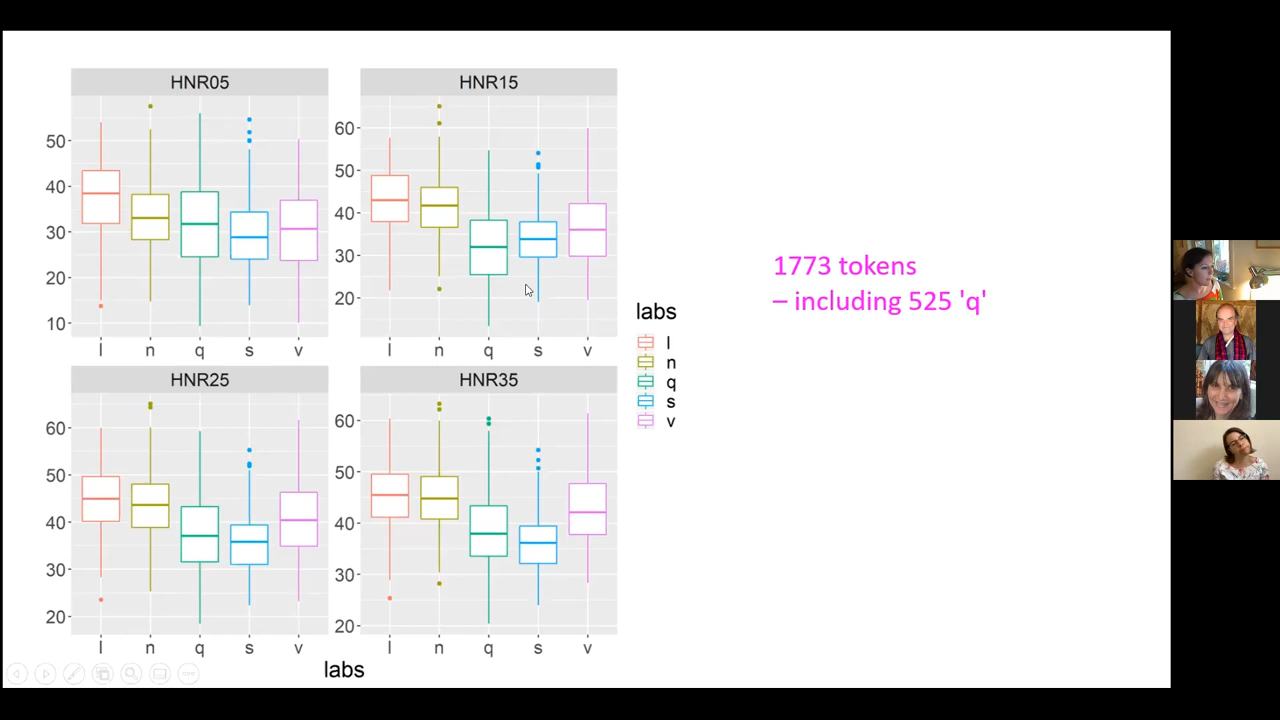 HNR05
HNR15
50
40
30
20
10
60
50
40
30
20
l n q s v
l n q s v
HNR25
HNR35
60
50
40
30
20
60
50
40
30
20
l n q s v
l n q s v
labs
labs
l
n
q
s
v
1773 tokens
– including 525 'q'